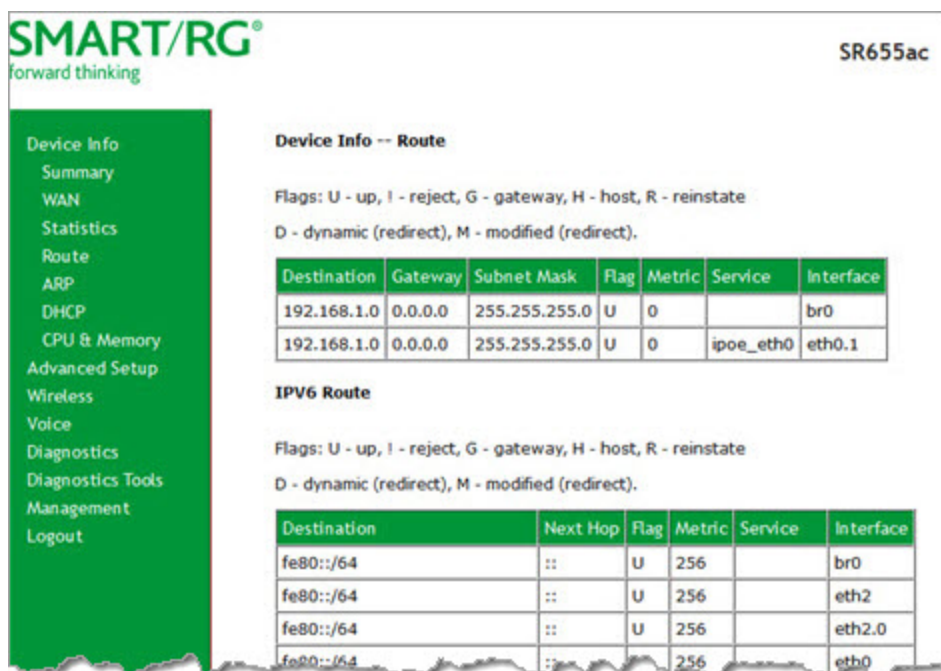 SMART/RG®
forward thinking
SR655ac
Device Info
Summary
WAN
Statistics
Route
ARP
DHCP
CPU & Memory
Advanced Setup
Wireless
Voice
Diagnostics
Diagnostics Tools
Management
Logout
Device Info -- Route
Flags: U - up, ! - reject, G - gateway, H - host, R - reinstate
D - dynamic (redirect), M - modified (redirect).
Destination Gateway Subnet Mask Flag Metric Service Interface
192.168.1.0 0.0.0.0 255.255.255.0 U 0 br0
192.168.1.0 0.0.0.0 255.255.255.0 U 0 ipoe_eth0 eth0.1
IPV6 Route
Flags: U - up, ! - reject, G - gateway, H - host, R - reinstate
D - dynamic (redirect), M - modified (redirect).
Destination Next Hop Flag Metric Service Interface
fe80::/64 :: U 256 br0
fe80::/64 :: U 256 eth2
fe80::/64 :: U 256 eth2.0
fe80::/64 :: 256 eth0